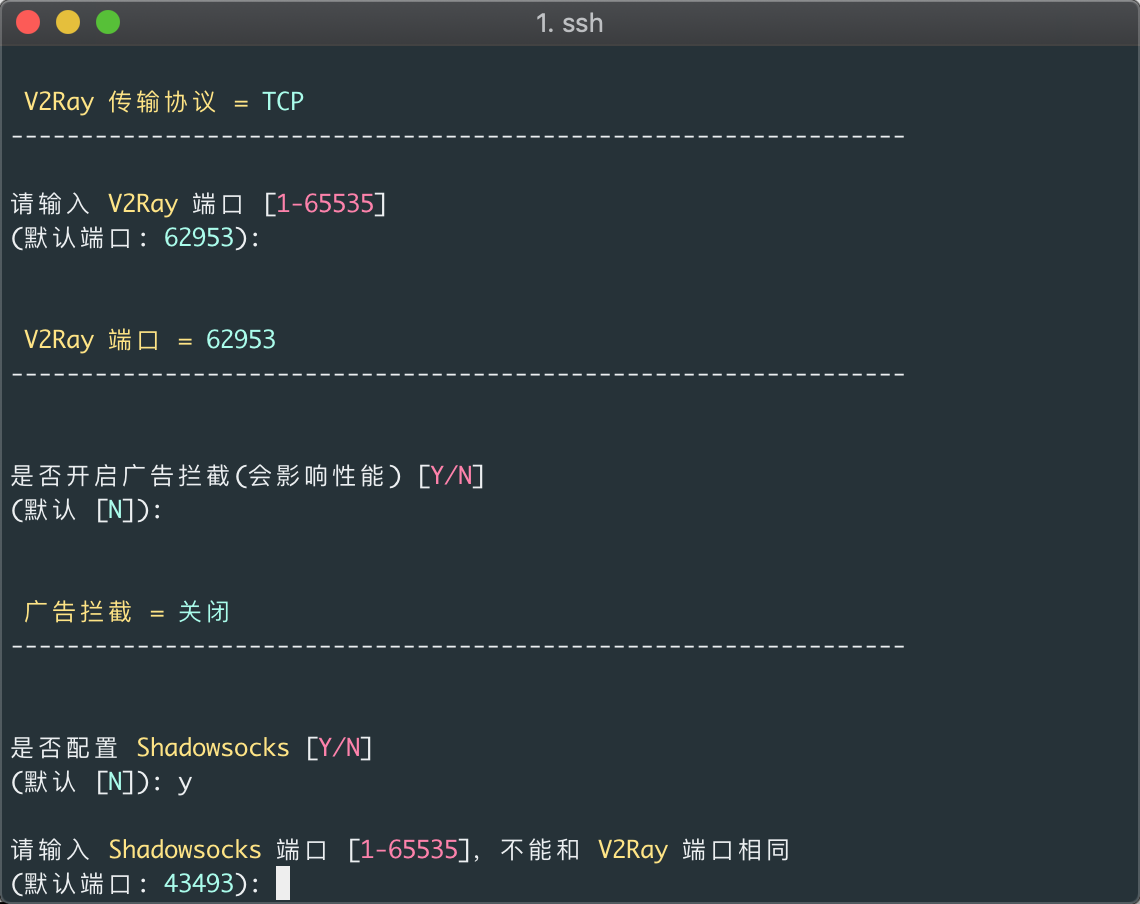 1. ssh
V2Ray 传输协议 = TCP
----------------------------------------------------------------
请输入 V2Ray 端口 [1-65535]
(默认端口: 62953):
V2Ray 端口 = 62953
----------------------------------------------------------------
是否开启广告拦截(会影响性能) [Y/N]
(默认 [N]):
广告拦截 = 关闭
----------------------------------------------------------------
是否配置 Shadowsocks [Y/N]
(默认 [N]): y
请输入 Shadowsocks 端口 [1-65535], 不能和 V2Ray 端口相同
(默认端口: 43493):